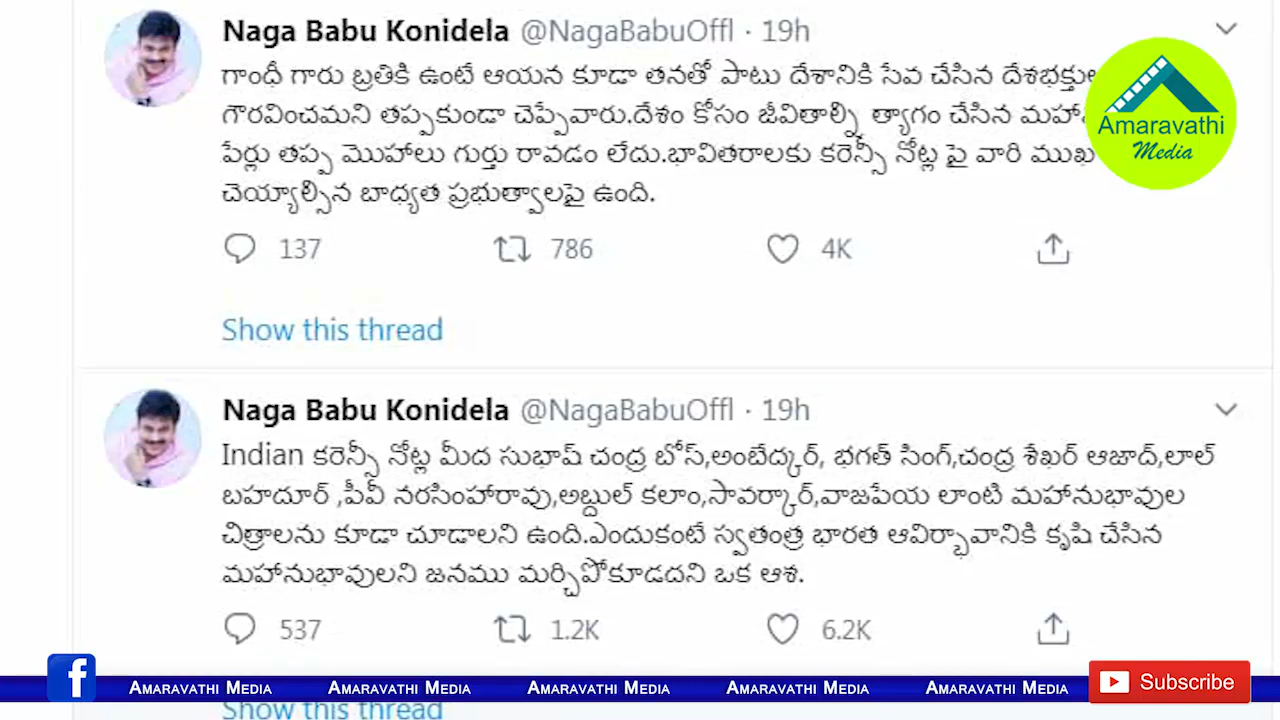 Naga Babu Konidela @NagaBabuOffl · 19h
గాంధీ గారు బ్రతికి ఉంటే ఆయన కూడా తనతో పాటు దేశానికి సేవ చేసిన
గౌరవించమని తప్పకుండా చెప్పేవారు.దేశం కోసం జీవితాల్ని త్యాగం చేసిన
పేర్లు తప్ప మొహాలు గుర్తు రావడం లేదు.భావితరాలకు కరెన్సీ నోట్ల పై వారి
చెయ్యాల్సిన బాధ్యత ప్రభుత్వాలపై ఉంది.
137 786 4K
Show this thread
Amaravathi
Media
Naga Babu Konidela @NagaBabuOffl · 19h
Indian కరెన్సీ నోట్ల మీద సుభాష్ చంద్ర బోస్,అంబేద్కర్, భగత్ సింగ్,చంద్ర శేఖర్ ఆజాద్,లాల్
బహదూర్ ,పీవీ నరసింహారావు,అబ్దుల్ కలాం,సావర్కార్,వాజపేయ లాంటి మహానుభావుల
చిత్రాలను కూడా చూడాలని ఉంది.ఎందుకంటే స్వతంత్ర భారత ఆవిర్భావానికి కృషి చేసిన
మహానుభావులని జనము మర్చిపోకూడదని ఒక ఆశ.
537 1.2K 6.2K
Show this thread
f Amaravathi Media Amaravathi Media Amaravathi Media Amaravathi Media Amaravathi Media Subscribe